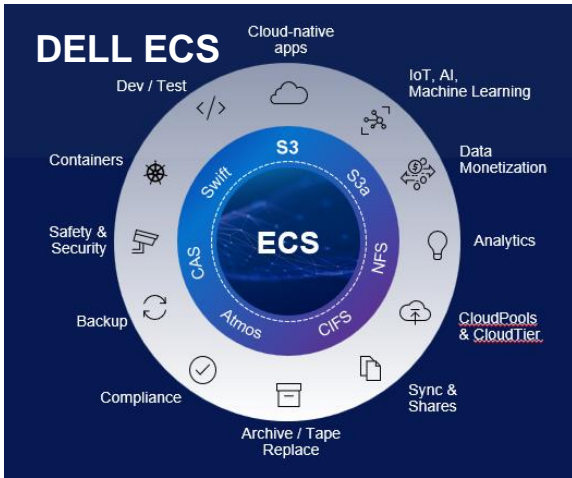 DELL ECS
Cloud-native
apps
IoT, AI,
Machine Learning
Data
Monetization
Analytics
CloudPools
& CloudTier
Sync &
Shares
Archive / Tape
Replace
Compliance
Backup
Safety &
Security
Containers
Dev / Test
S3
S3a
NFS
CIFS
Atmos
CAS
Swift
ECS